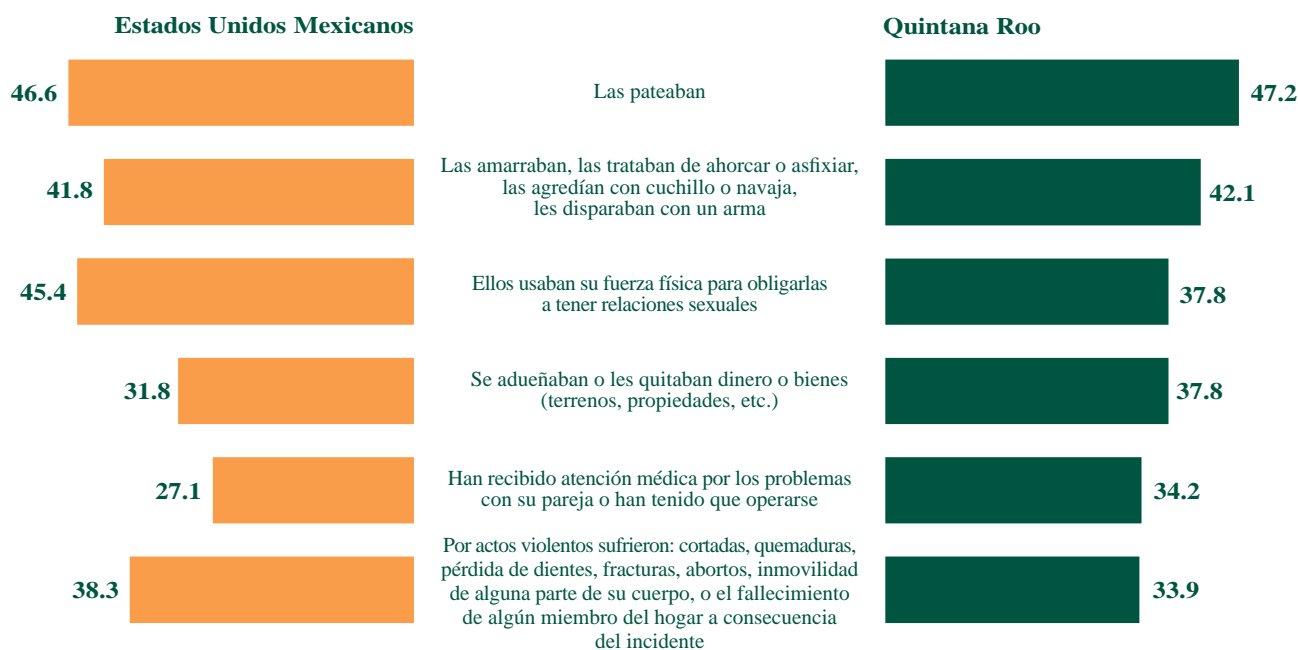 Estados Unidos Mexicanos
Quintana Roo
46.6
Las pateaban
47.2
41.8
Las amarraban, las trataban de ahorcar o asfixiar,
las agredían con cuchillo o navaja,
les disparaban con un arma
42.1
45.4
Ellos usaban su fuerza física para obligarlas
a tener relaciones sexuales
37.8
31.8
Se adueñaban o les quitaban dinero o bienes
(terrenos, propiedades, etc.)
37.8
27.1
Han recibido atención médica por los problemas
con su pareja o han tenido que operarse
34.2
38.3
Por actos violentos sufrieron: cortadas, quemaduras,
pérdida de dientes, fracturas, abortos, inmovilidad
de alguna parte de su cuerpo, o el fallecimiento
de algún miembro del hogar a consecuencia
del incidente
33.9